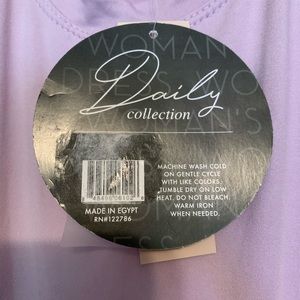 WOMAN
Daily
collection
MACHINE WASH COLD
ON GENTLE CYCLE
WITH LIKE COLORS.
TUMBLE DRY ON LOW
HEAT. DO NOT BLEACH.
WARM IRON
WHEN NEEDED.
MADE IN EGYPT
RN#122786